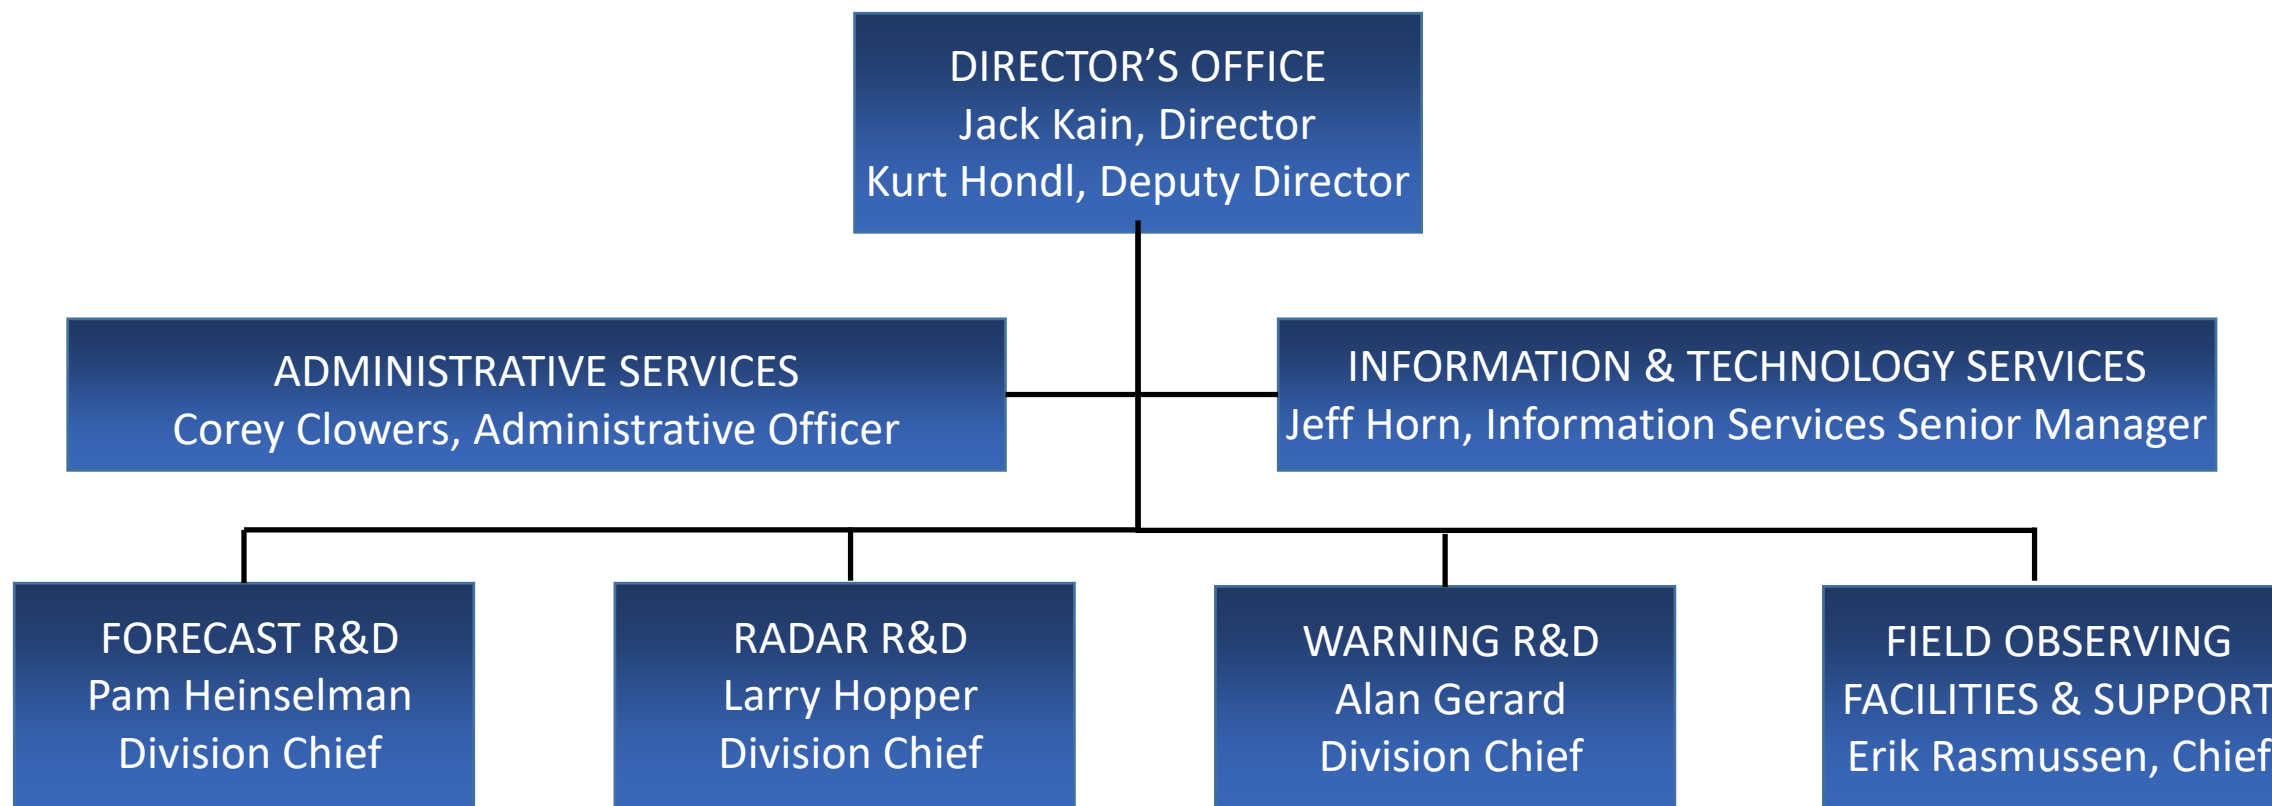 DIRECTOR’S OFFICE
Jack Kain, Director
Kurt Hondl, Deputy Director
ADMINISTRATIVE SERVICES
Corey Clowers, Administrative Officer
INFORMATION & TECHNOLOGY SERVICES
Jeff Horn, Information Services Senior Manager
FORECAST R&D
Pam Heinselman
Division Chief
RADAR R&D
Larry Hopper
Division Chief
WARNING R&D
Alan Gerard
Division Chief
FIELD OBSERVING
FACILITIES & SUPPORT
Erik Rasmussen, Chief